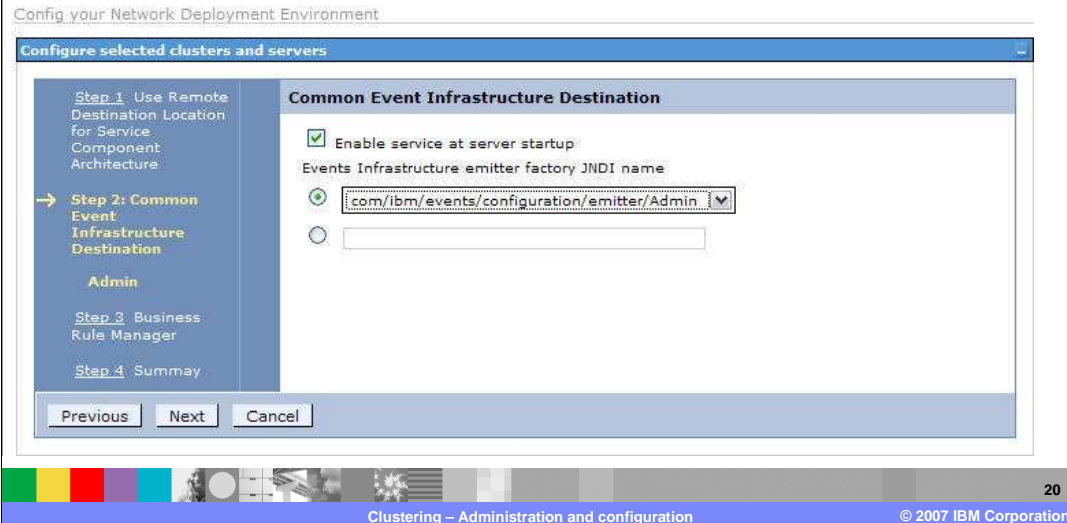 Config your Network Deployment Environment
Configure selected clusters and servers
Step 1 Use Remote
Destination Location
for Service
Component
Architecture
Step 2: Common
Event
Infrastructure
Destination
Admin
Step 3 Business
Rule Manager
Step 4 Summay
Common Event Infrastructure Destination
Enable service at server startup
Events Infrastructure emitter factory JNDI name
com/ibm/events/configuration/emitter/Admin
Previous Next Cancel
20
Clustering – Administration and configuration
© 2007 IBM Corporation